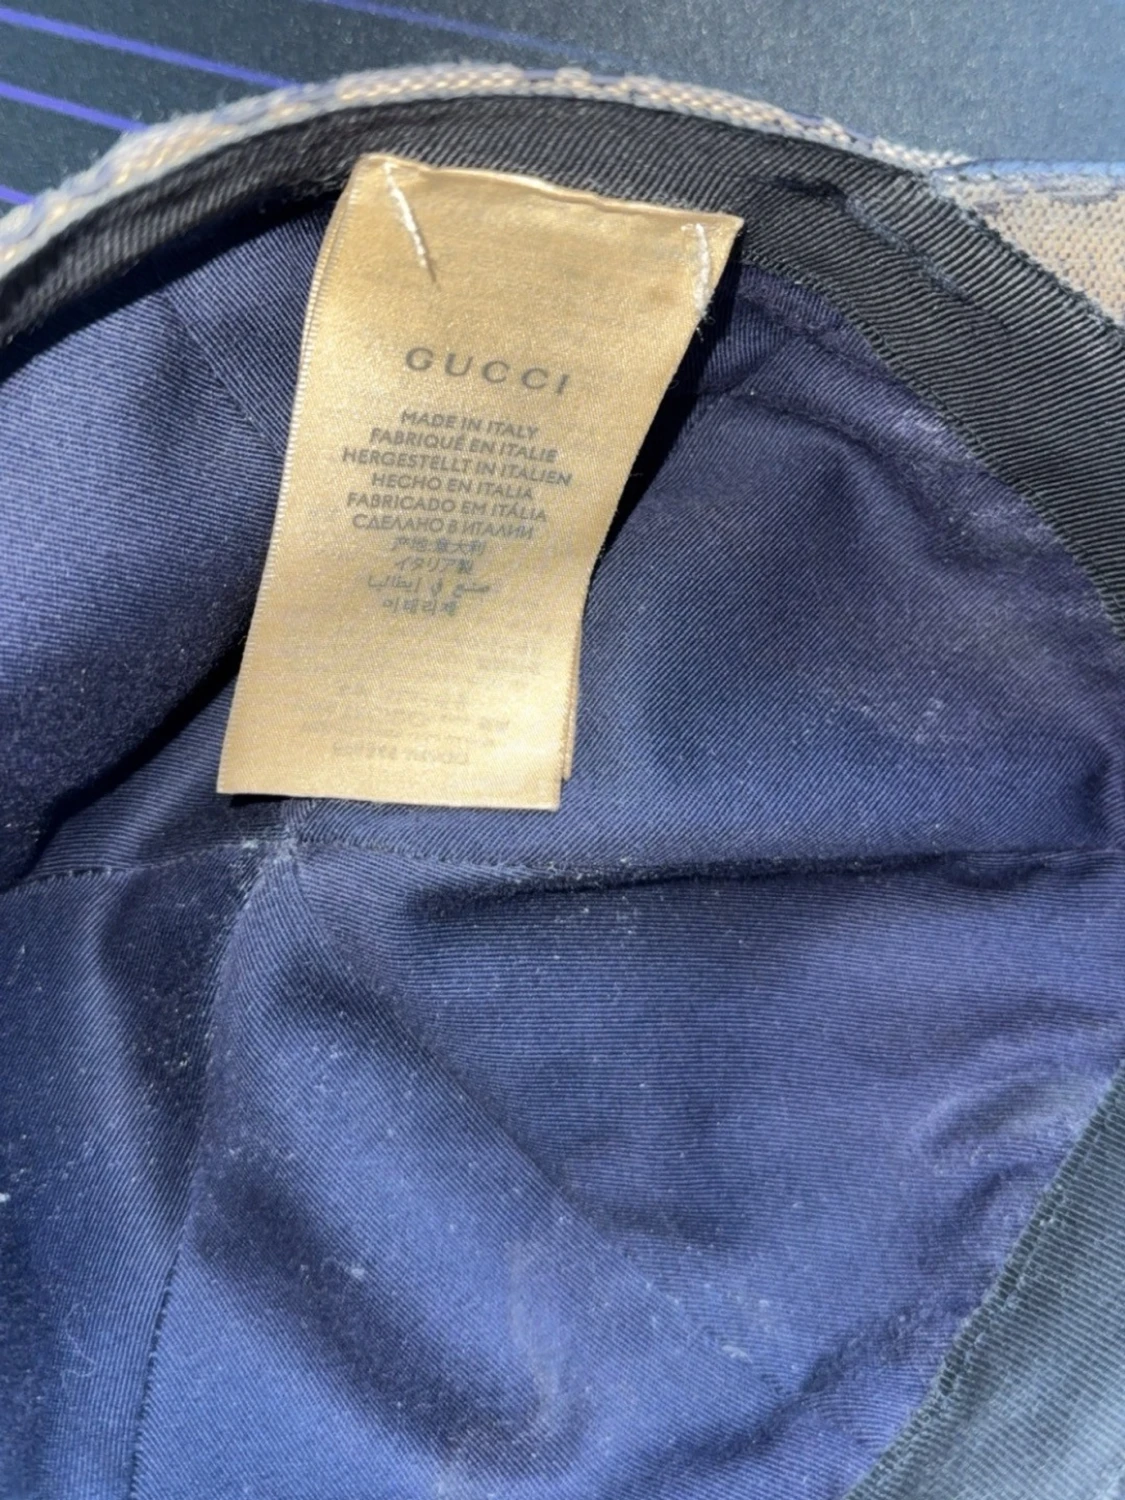 GUCCI
MADE IN ITALY
FABRIQUÉ EN ITALIE
HERGESTELLT IN ITALIEN
HECHO EN ITALIA
FABRICADO EM ITÁLIA
СДЕЛАНО В ИТАЛИИ
产地:意大利
イタリア製
صنع في إيطاليا
이태리제